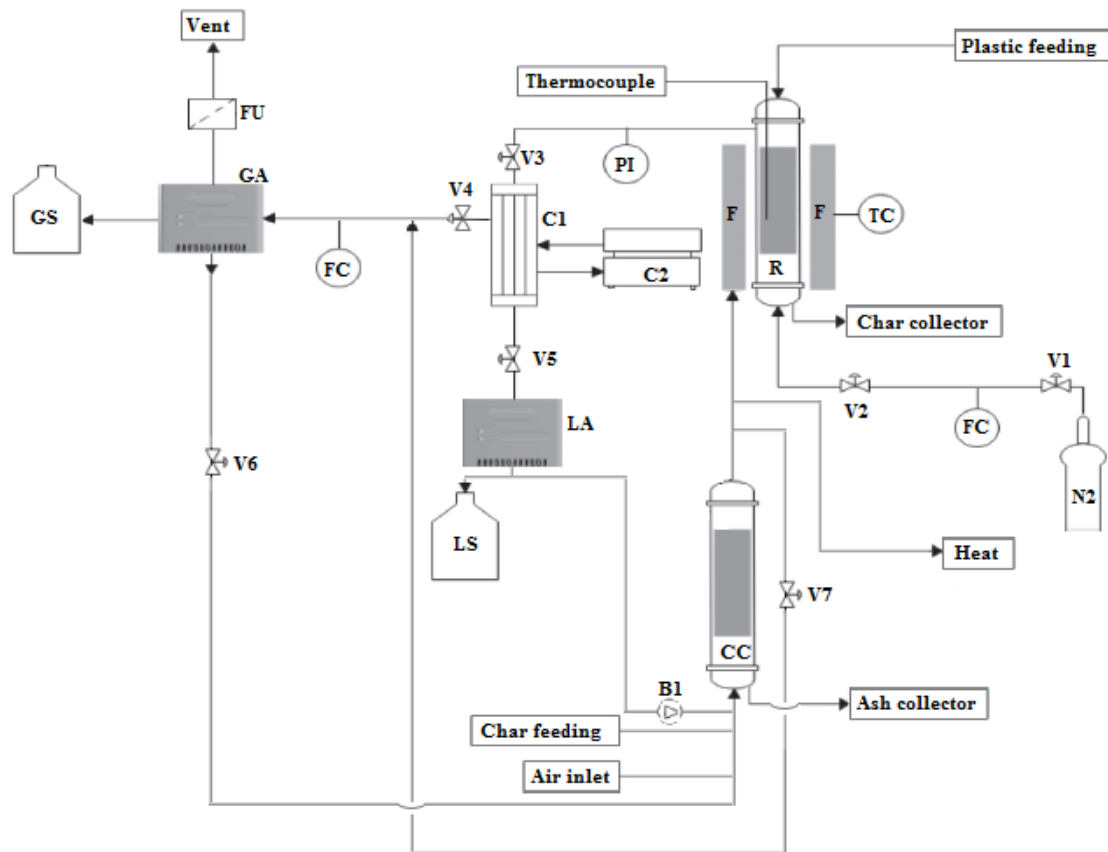 Vent
Plastic feeding
Thermocouple
FU
V3
PI
GA
V4
GS
C1
F
F
TC
FC
C2
R
Char collector
V5
V1
V2
FC
LA
V6
N2
LS
Heat
V7
CC
B1
Ash collector
Char feeding
Air inlet